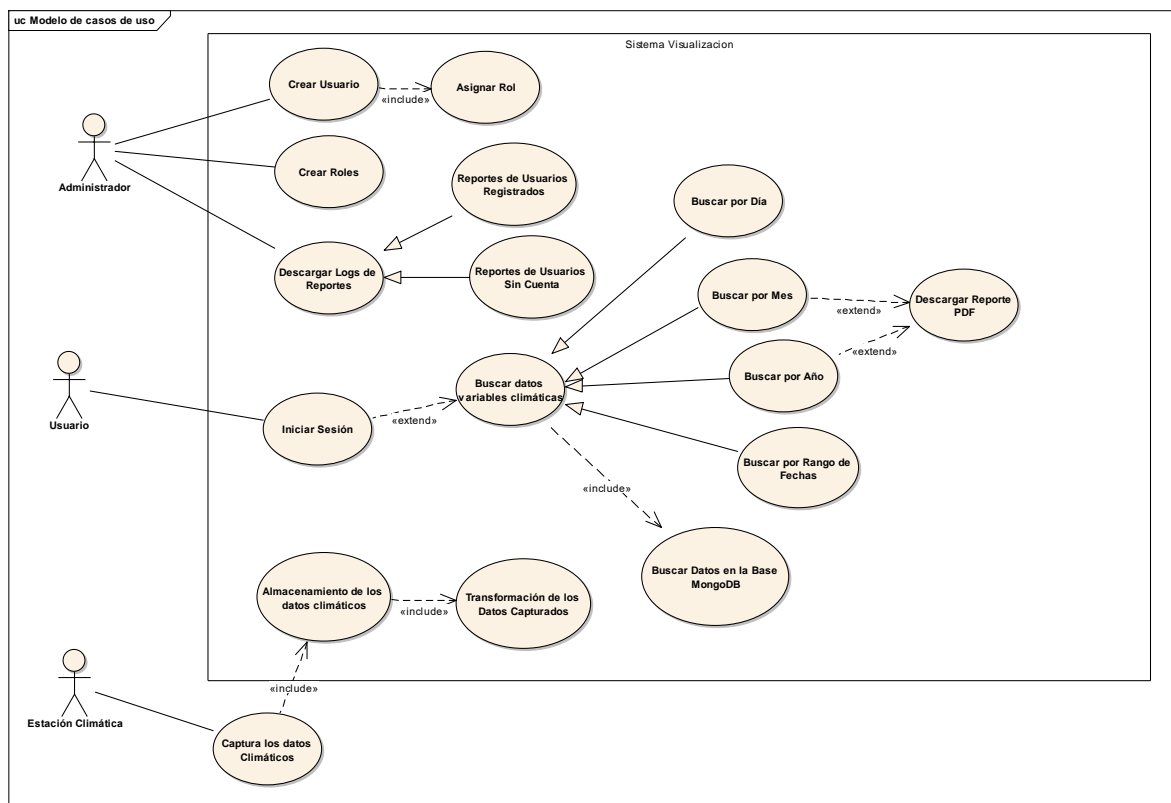 uc Modelo de casos de uso
Sistema Visualizacion
Crear Usuario
«include»
Asignar Rol
Administrador
Crear Roles
Reportes de Usuarios
Registrados
Buscar por Día
Descargar Logs de
Reportes
Reportes de Usuarios
Sin Cuenta
Buscar por Mes
«extend»
Descargar Reporte
PDF
Buscar por Año
«extend»
Buscar datos
variables climáticas
Usuario
Iniciar Sesión
«extend»
Buscar por Rango de
Fechas
«include»
Buscar Datos en la Base
MongoDB
Almacenamiento de los
datos climáticos
«include»
Transformación de los
Datos Capturados
«include»
Estación Climática
Captura los datos
Climáticos